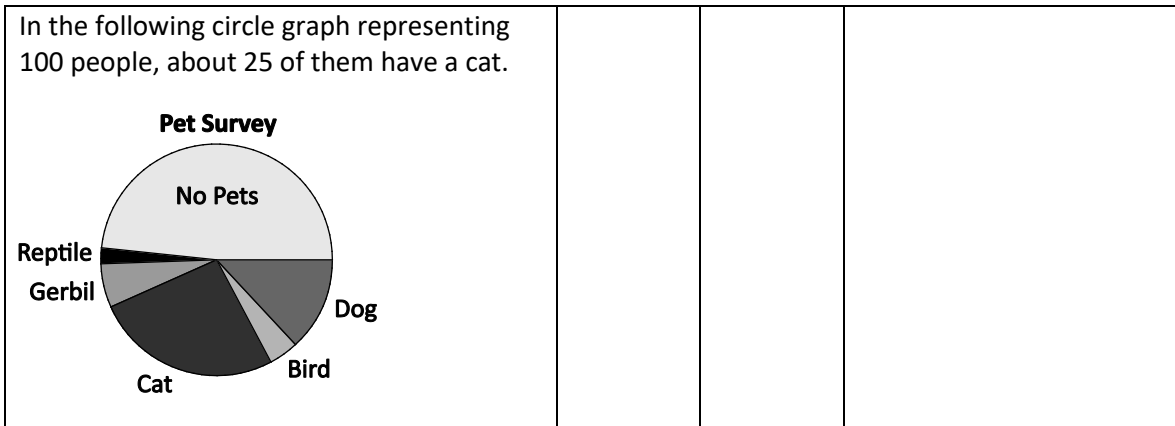 In the following circle graph representing
100 people, about 25 of them have a cat.
Pet Survey
No Pets
Reptile
Gerbil
Dog
Bird
Cat